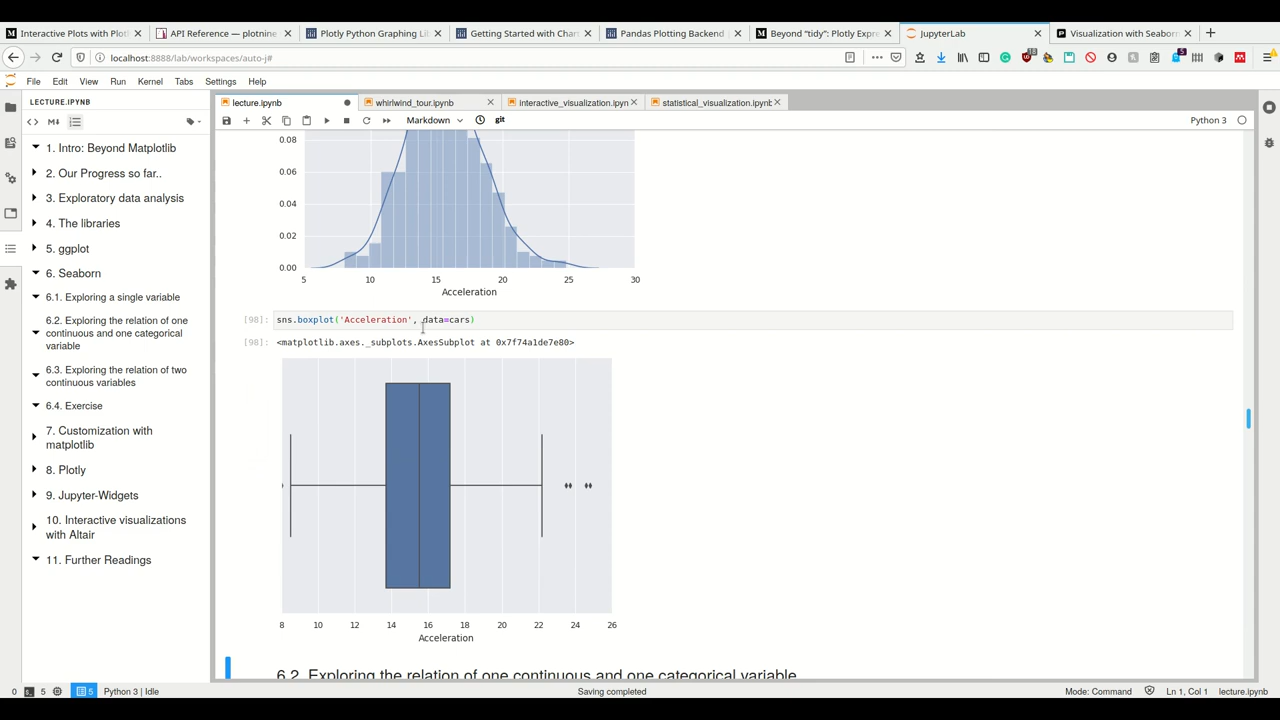 Interactive Plots with Plotl
API Reference — plotnine
Plotly Python Graphing Li
Getting Started with Char
Pandas Plotting Backend
Beyond "tidy": Plotly Expre
JupyterLab
Visualization with Seaborn
localhost:8888/lab/workspaces/auto-j#
File Edit View Run Kernel Tabs Settings Help
LECTURE.IPYNB
1. Intro: Beyond Matplotlib
2. Our Progress so far..
3. Exploratory data analysis
4. The libraries
5. ggplot
6. Seaborn
6.1. Exploring a single variable
6.2. Exploring the relation of one
continuous and one categorical
variable
6.3. Exploring the relation of two
continuous variables
6.4. Exercise
7. Customization with
matplotlib
8. Plotly
9. Jupyter-Widgets
10. Interactive visualizations
with Altair
11. Further Readings
lecture.ipynb
whirlwind_tour.ipynb
interactive_visualization.ipyn
statistical_visualization.ipynb
Markdown
git
Python 3
0.08
0.06
0.04
0.02
0.00
5 10 15 20 25 30
Acceleration
[98]: sns.boxplot('Acceleration', data=cars)
[98]: <matplotlib.axes._subplots.AxesSubplot at 0x7f74a1de7e80>
8 10 12 14 16 18 20 22 24 26
Acceleration
6.2. Exploring the relation of one continuous and one categorical variable
0 5 5 Python 3 | Idle
Saving completed
Mode: Command
Ln 1, Col 1
lecture.ipynb